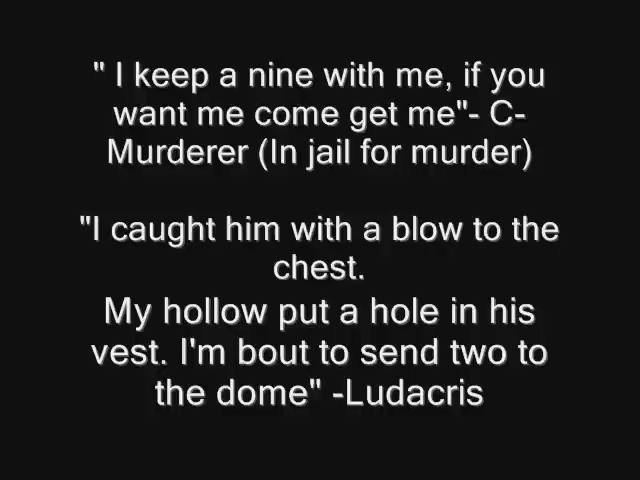 " I keep a nine with me, if you
want me come get me"- C-
Murderer (In jail for murder)
"I caught him with a blow to the
chest.
My hollow put a hole in his
vest. I'm bout to send two to
the dome" -Ludacris